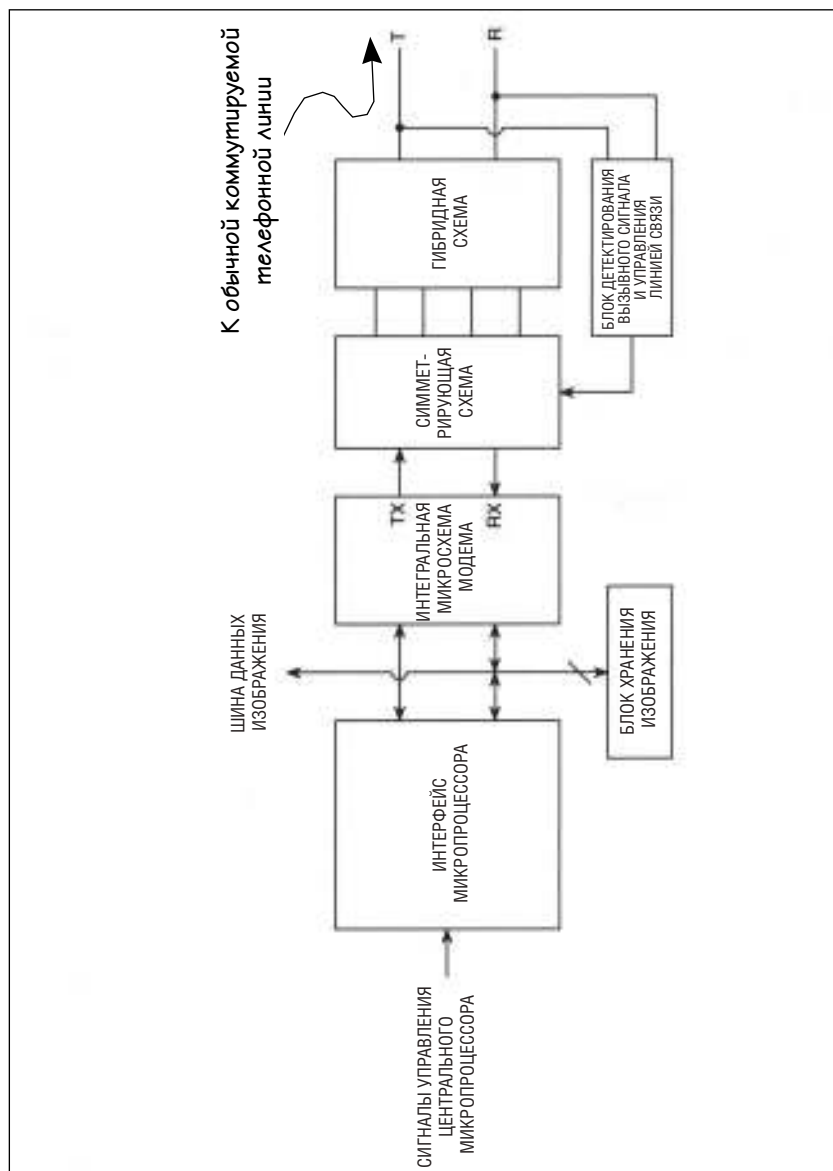 К обычной коммутируемой
телефонной линии
T
R
ГИБРИДНАЯ
СХЕМА
БЛОК ДЕТЕКТИРОВАНИЯ
ВЫЗЫВНОГО СИГНАЛА
И УПРАВЛЕНИЯ
ЛИНИЕЙ СВЯЗИ
СИММЕТ-
РИРУЮЩАЯ
СХЕМА
TX
RX
ИНТЕГРАЛЬНАЯ
МИКРОСХЕМА
МОДЕМА
ШИНА ДАННЫХ
ИЗОБРАЖЕНИЯ
БЛОК ХРАНЕНИЯ
ИЗОБРАЖЕНИЯ
ИНТЕРФЕЙС
МИКРОПРОЦЕССОРА
СИГНАЛЫ УПРАВЛЕНИЯ
ЦЕНТРАЛЬНОГО
МИКРОПРОЦЕССОРА